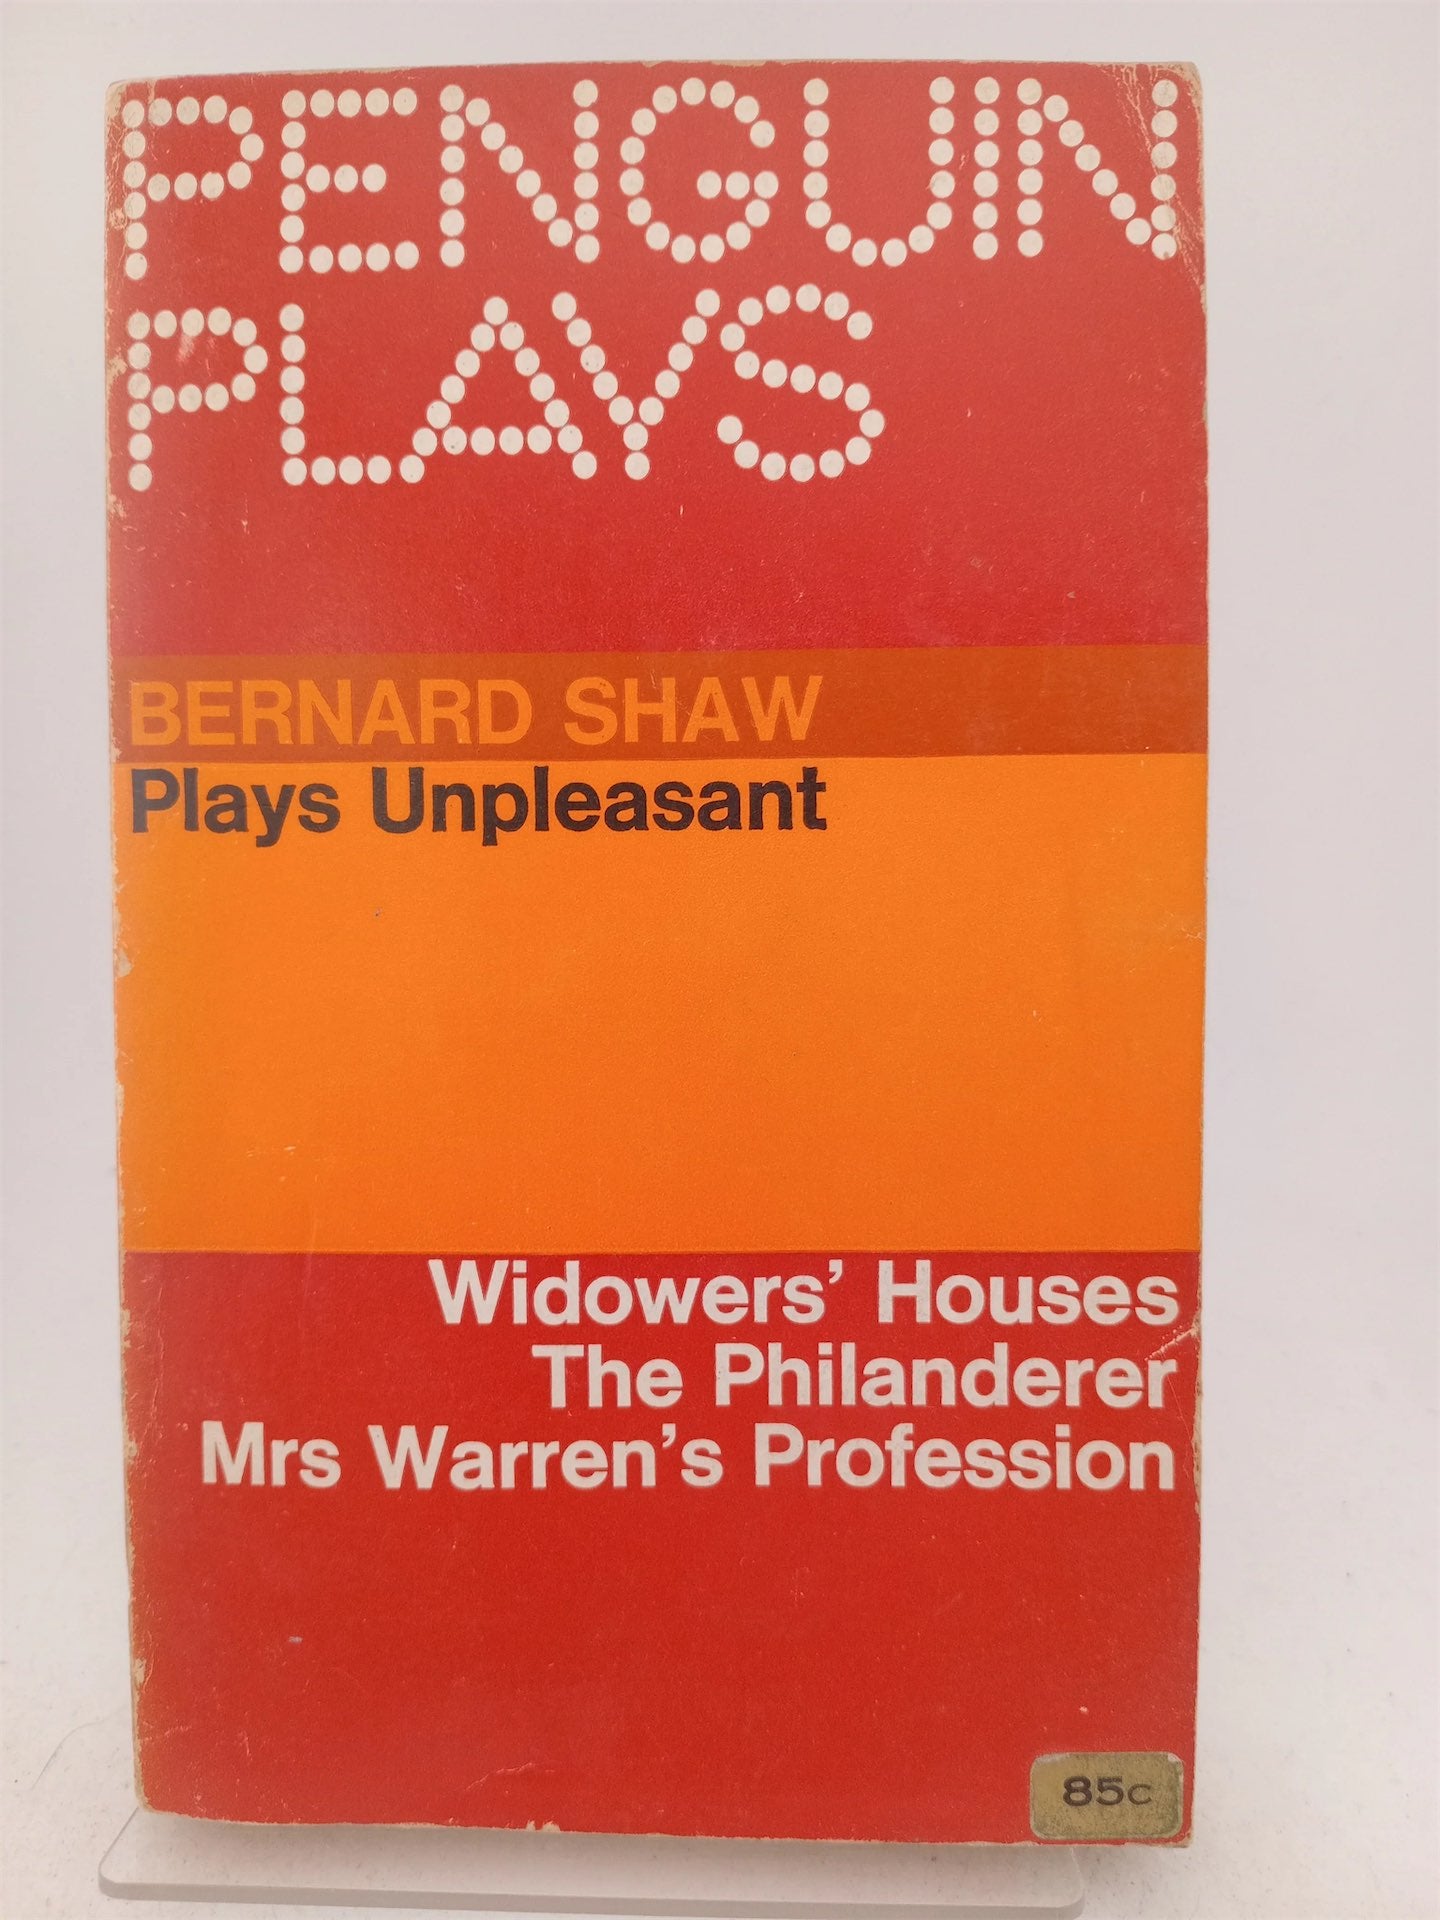 PENGUIN
PLAYS
BERNARD SHAW
Plays Unpleasant
Widowers’ Houses
The Philanderer
Mrs Warren’s Profession
85c